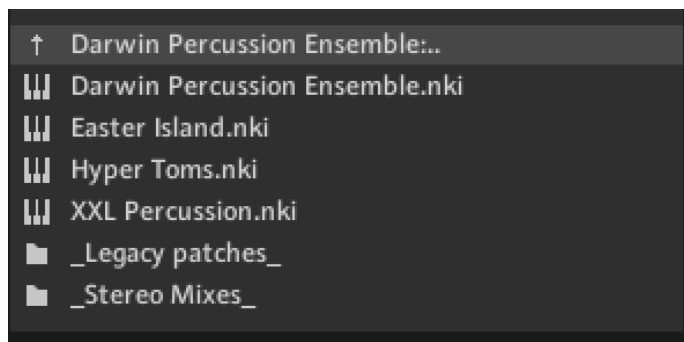 Darwin Percussion Ensemble:..
Darwin Percussion Ensemble.nki
Easter Island.nki
Hyper Toms.nki
XXL Percussion.nki
_Legacy patches_
_Stereo Mixes_